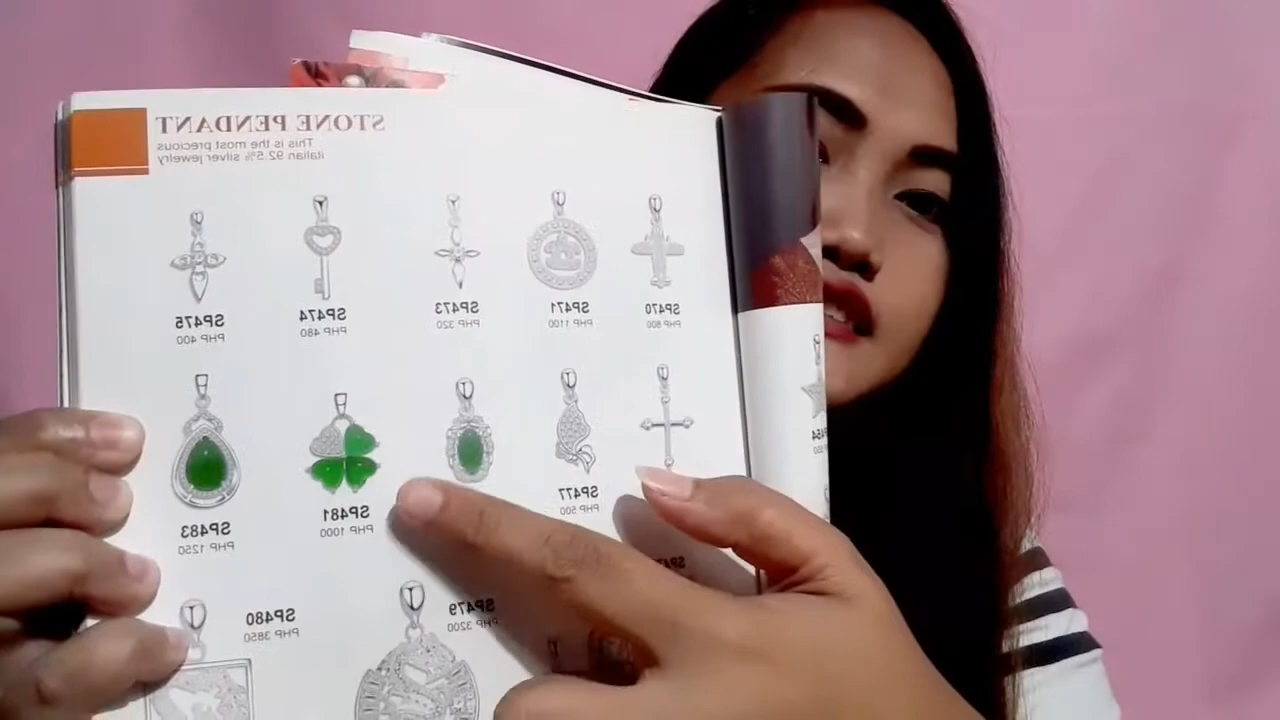 STONE PENDANT
This is the most precious
italian 92.5% silver jewelry
SP470
PHP 800
SP471
PHP 1100
SP473
PHP 320
SP474
PHP 480
SP475
PHP 400
SP477
PHP 500
SP481
PHP 1000
SP483
PHP 1250
SP479
PHP 3200
SP480
PHP 3850